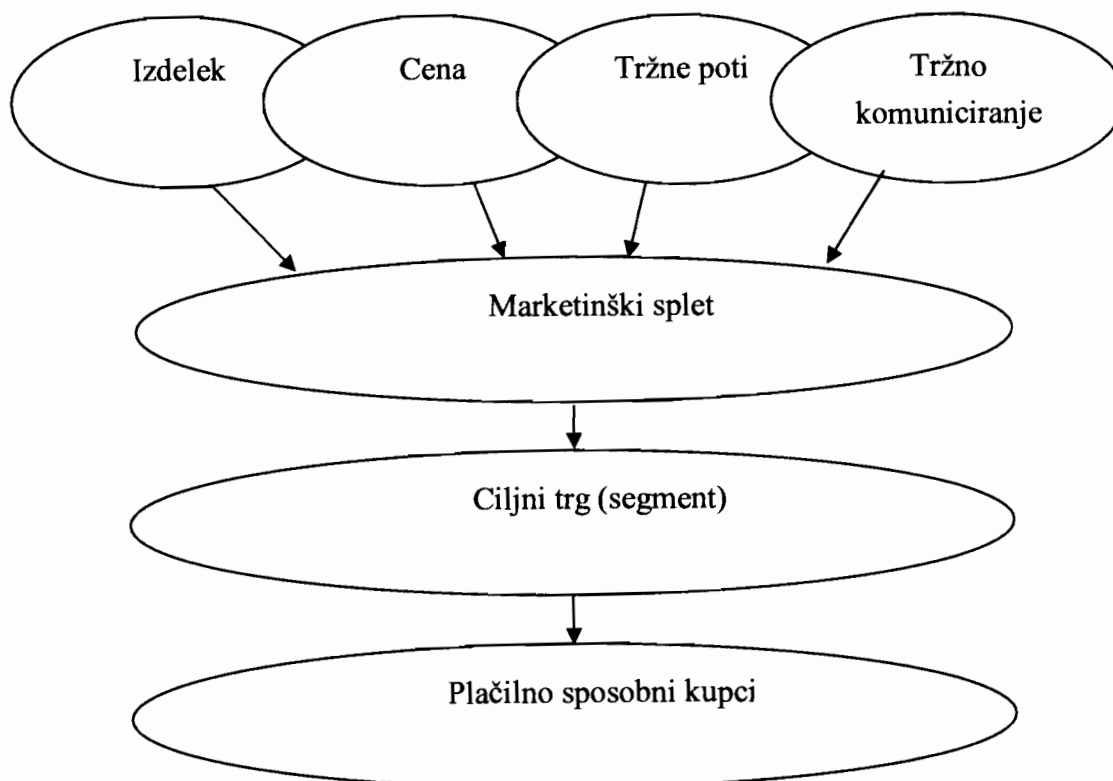 Izdelek
Cena
Tržne poti
Tržno
komuniciranje
Marketinški splet
Ciljni trg (segment)
Plačilno sposobni kupci